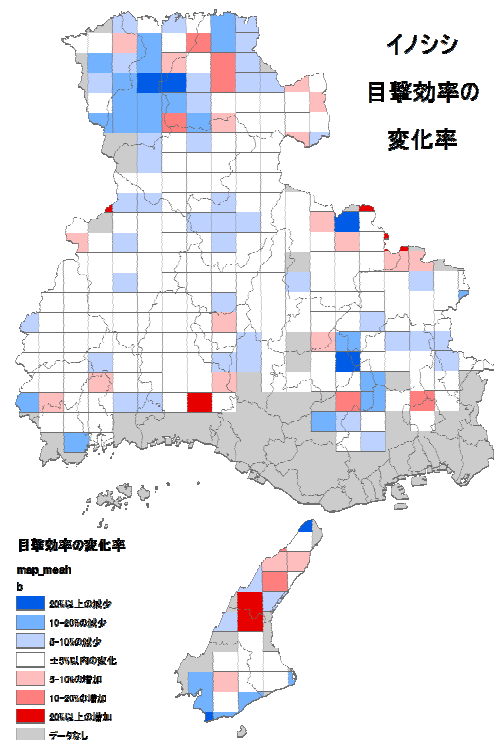 イノシシ
目撃効率の
変化率
目撃効率の変化率
map_mesh
b
20%以上の減少
10-20%の減少
5-10%の減少
±5%以内の変化
5-10%の増加
10-20%の増加
20%以上の増加
データなし